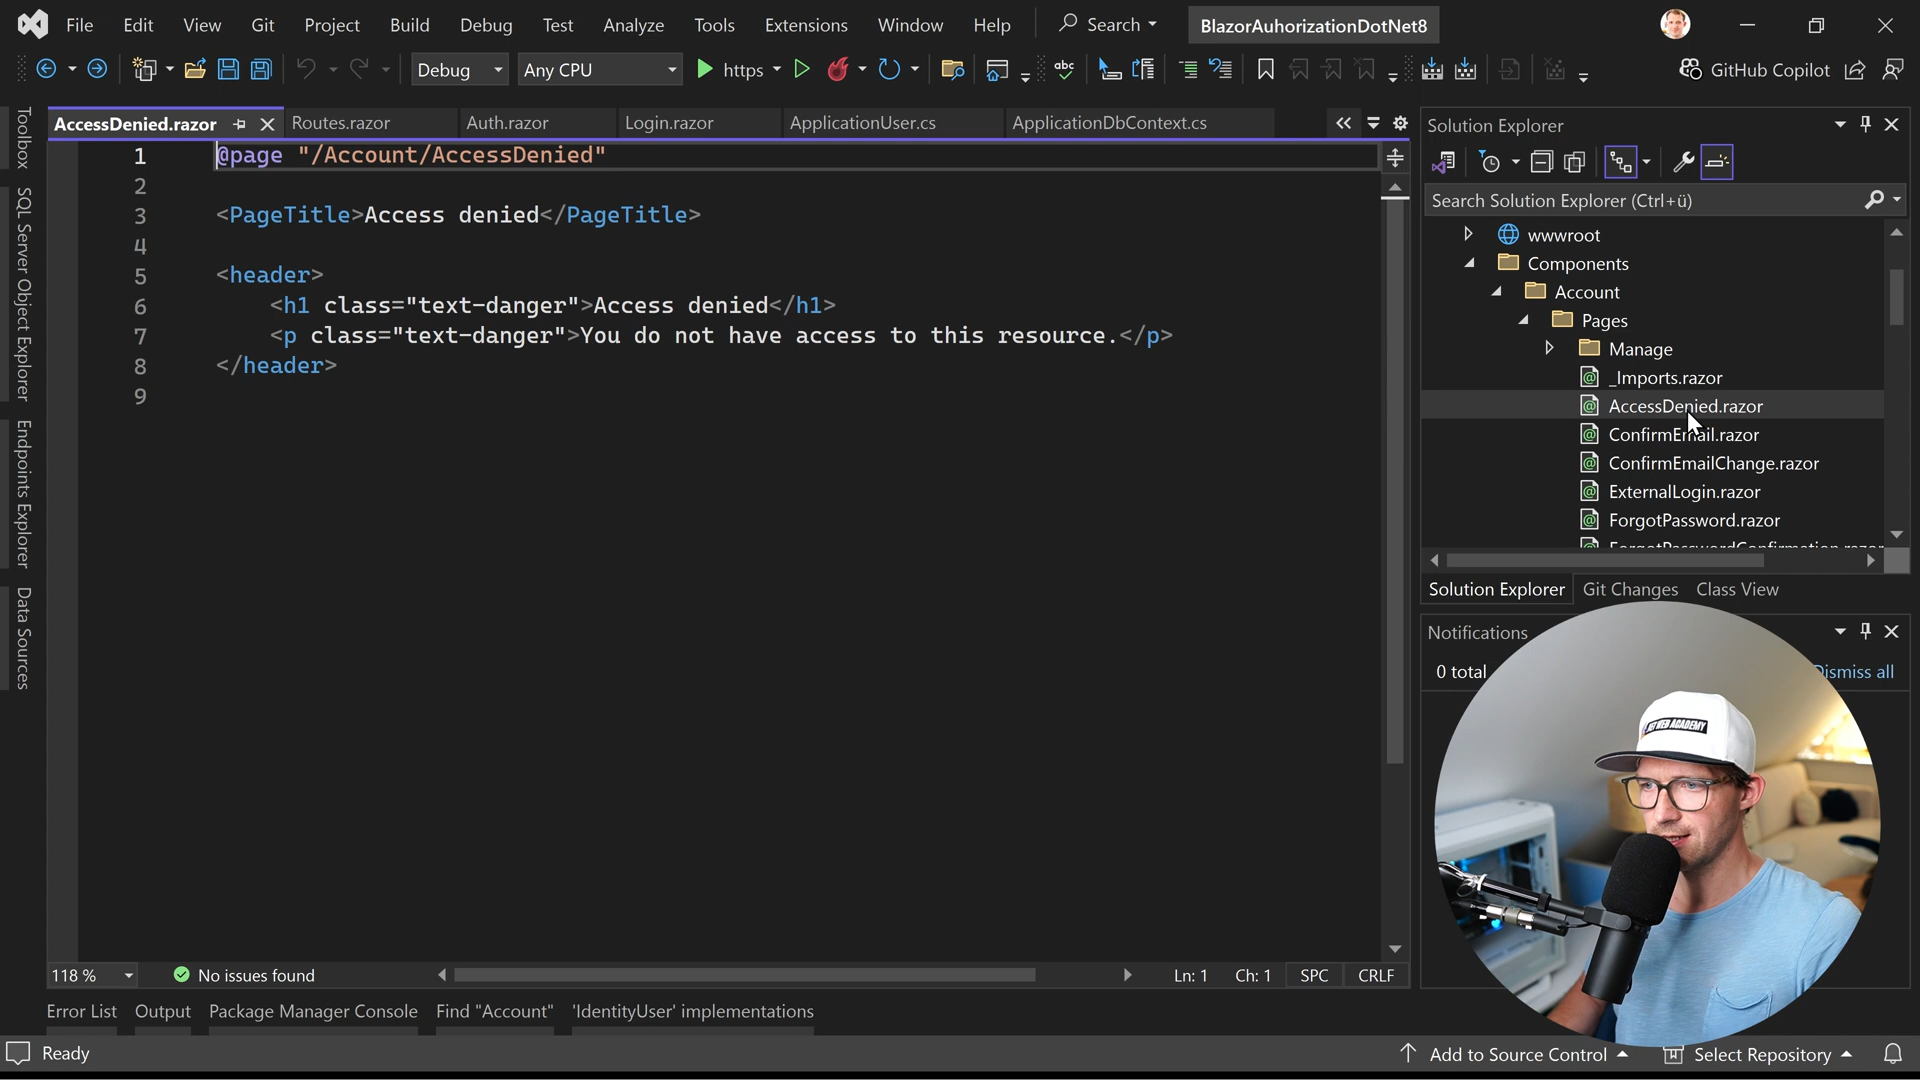 File Edit View Git Project Build Debug Test Analyze Tools Extensions Window Help Search BlazorAuhorizationDotNet8
Debug Any CPU https GitHub Copilot
AccessDenied.razor Routes.razor Auth.razor Login.razor ApplicationUser.cs ApplicationDbContext.cs
Toolbox
SQL Server Object Explorer
Endpoints Explorer
Data Sources
1 @page "/Account/AccessDenied"
2
3 <PageTitle>Access denied</PageTitle>
4
5 <header>
6 <h1 class="text-danger">Access denied</h1>
7 <p class="text-danger">You do not have access to this resource.</p>
8 </header>
9
Solution Explorer
Search Solution Explorer (Ctrl+ü)
wwwroot
Components
Account
Pages
Manage
_Imports.razor
AccessDenied.razor
ConfirmEmail.razor
ConfirmEmailChange.razor
ExternalLogin.razor
ForgotPassword.razor
ForgotPasswordConfirmation.razor
Solution Explorer Git Changes Class View
Notifications
0 total Dismiss all
118 % No issues found Ln: 1 Ch: 1 SPC CRLF
Error List Output Package Manager Console Find "Account" 'IdentityUser' implementations
Ready Add to Source Control Select Repository